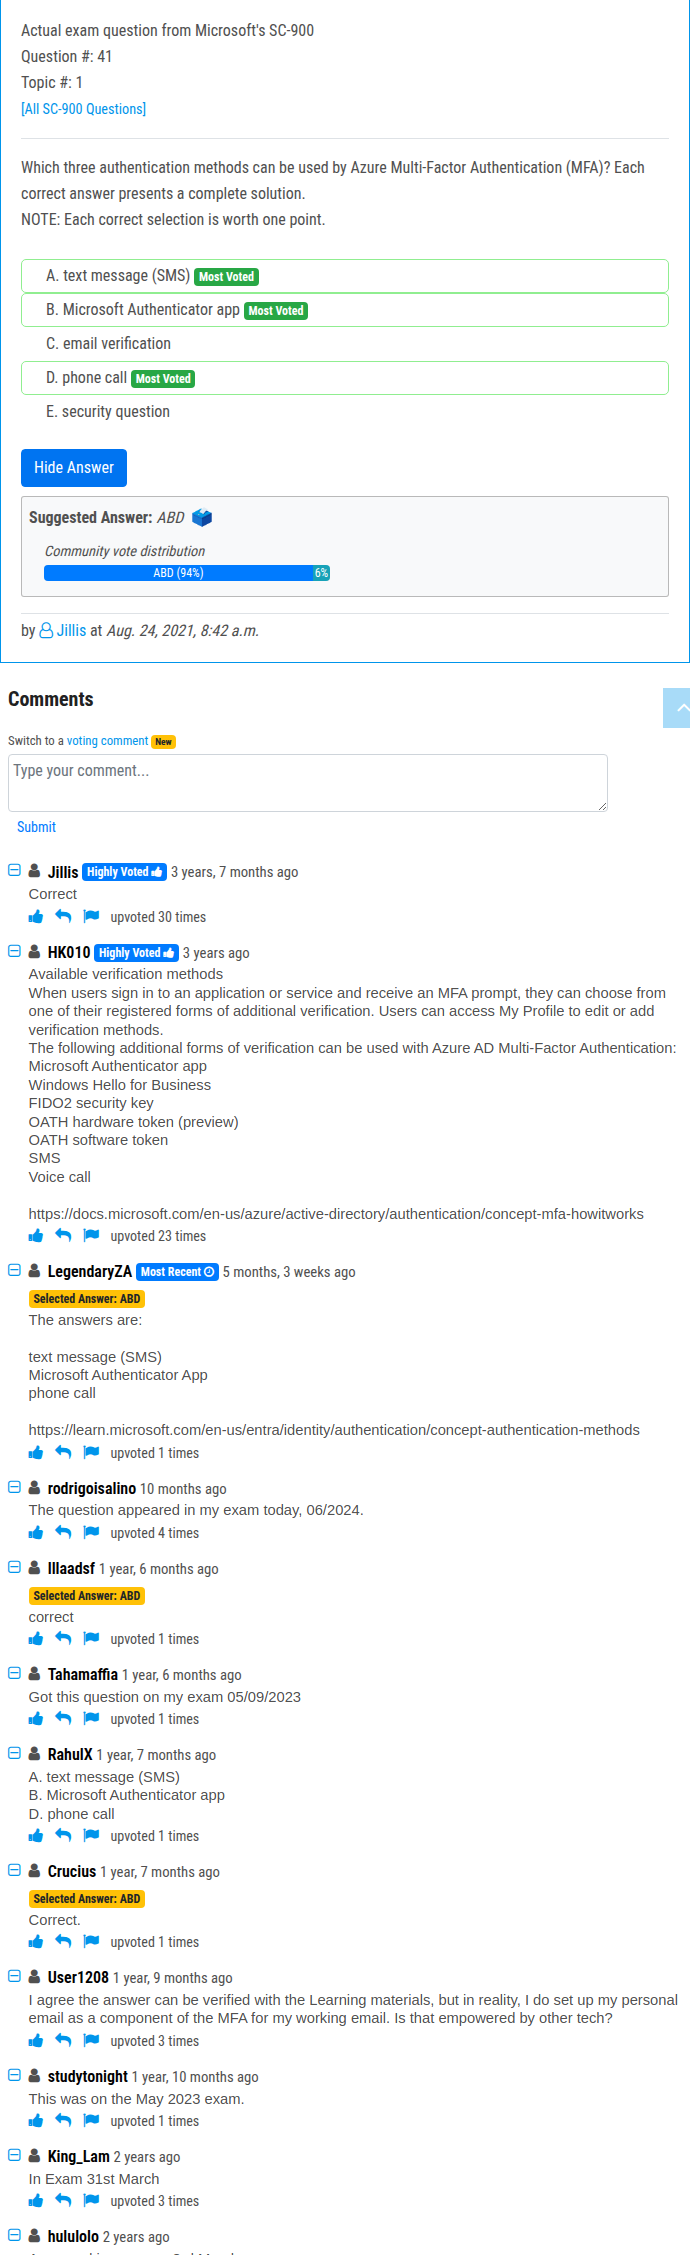 Actual exam question from Microsoft's SC-900
Question #: 41
Topic #: 1
[All SC-900 Questions]
Which three authentication methods can be used by Azure Multi-Factor Authentication (MFA)? Each
correct answer presents a complete solution.
NOTE: Each correct selection is worth one point.
A. text message (SMS) Most Voted
B. Microsoft Authenticator app Most Voted
C. email verification
D. phone call Most Voted
E. security question
Hide Answer
Suggested Answer: ABD
Community vote distribution
ABD (94%) 6%
by Jillis at Aug. 24, 2021, 8:42 a.m.
Comments
Switch to a voting comment New
Type your comment...
Submit
Jillis Highly Voted 3 years, 7 months ago
Correct
upvoted 30 times
HK010 Highly Voted 3 years ago
Available verification methods
When users sign in to an application or service and receive an MFA prompt, they can choose from
one of their registered forms of additional verification. Users can access My Profile to edit or add
verification methods.
The following additional forms of verification can be used with Azure AD Multi-Factor Authentication:
Microsoft Authenticator app
Windows Hello for Business
FIDO2 security key
OATH hardware token (preview)
OATH software token
SMS
Voice call
https://docs.microsoft.com/en-us/azure/active-directory/authentication/concept-mfa-howitworks
upvoted 23 times
LegendaryZA Most Recent 5 months, 3 weeks ago
Selected Answer: ABD
The answers are:
text message (SMS)
Microsoft Authenticator App
phone call
https://learn.microsoft.com/en-us/entra/identity/authentication/concept-authentication-methods
upvoted 1 times
rodrigoisalino 10 months ago
The question appeared in my exam today, 06/2024.
upvoted 4 times
Illaadsf 1 year, 6 months ago
Selected Answer: ABD
correct
upvoted 1 times
Tahamaffia 1 year, 6 months ago
Got this question on my exam 05/09/2023
upvoted 1 times
RahulX 1 year, 7 months ago
A. text message (SMS)
B. Microsoft Authenticator app
D. phone call
upvoted 1 times
Crucius 1 year, 7 months ago
Selected Answer: ABD
Correct.
upvoted 1 times
User1208 1 year, 9 months ago
I agree the answer can be verified with the Learning materials, but in reality, I do set up my personal
email as a component of the MFA for my working email. Is that empowered by other tech?
upvoted 3 times
studytonight 1 year, 10 months ago
This was on the May 2023 exam.
upvoted 1 times
King_Lam 2 years ago
In Exam 31st March
upvoted 3 times
hululolo 2 years ago